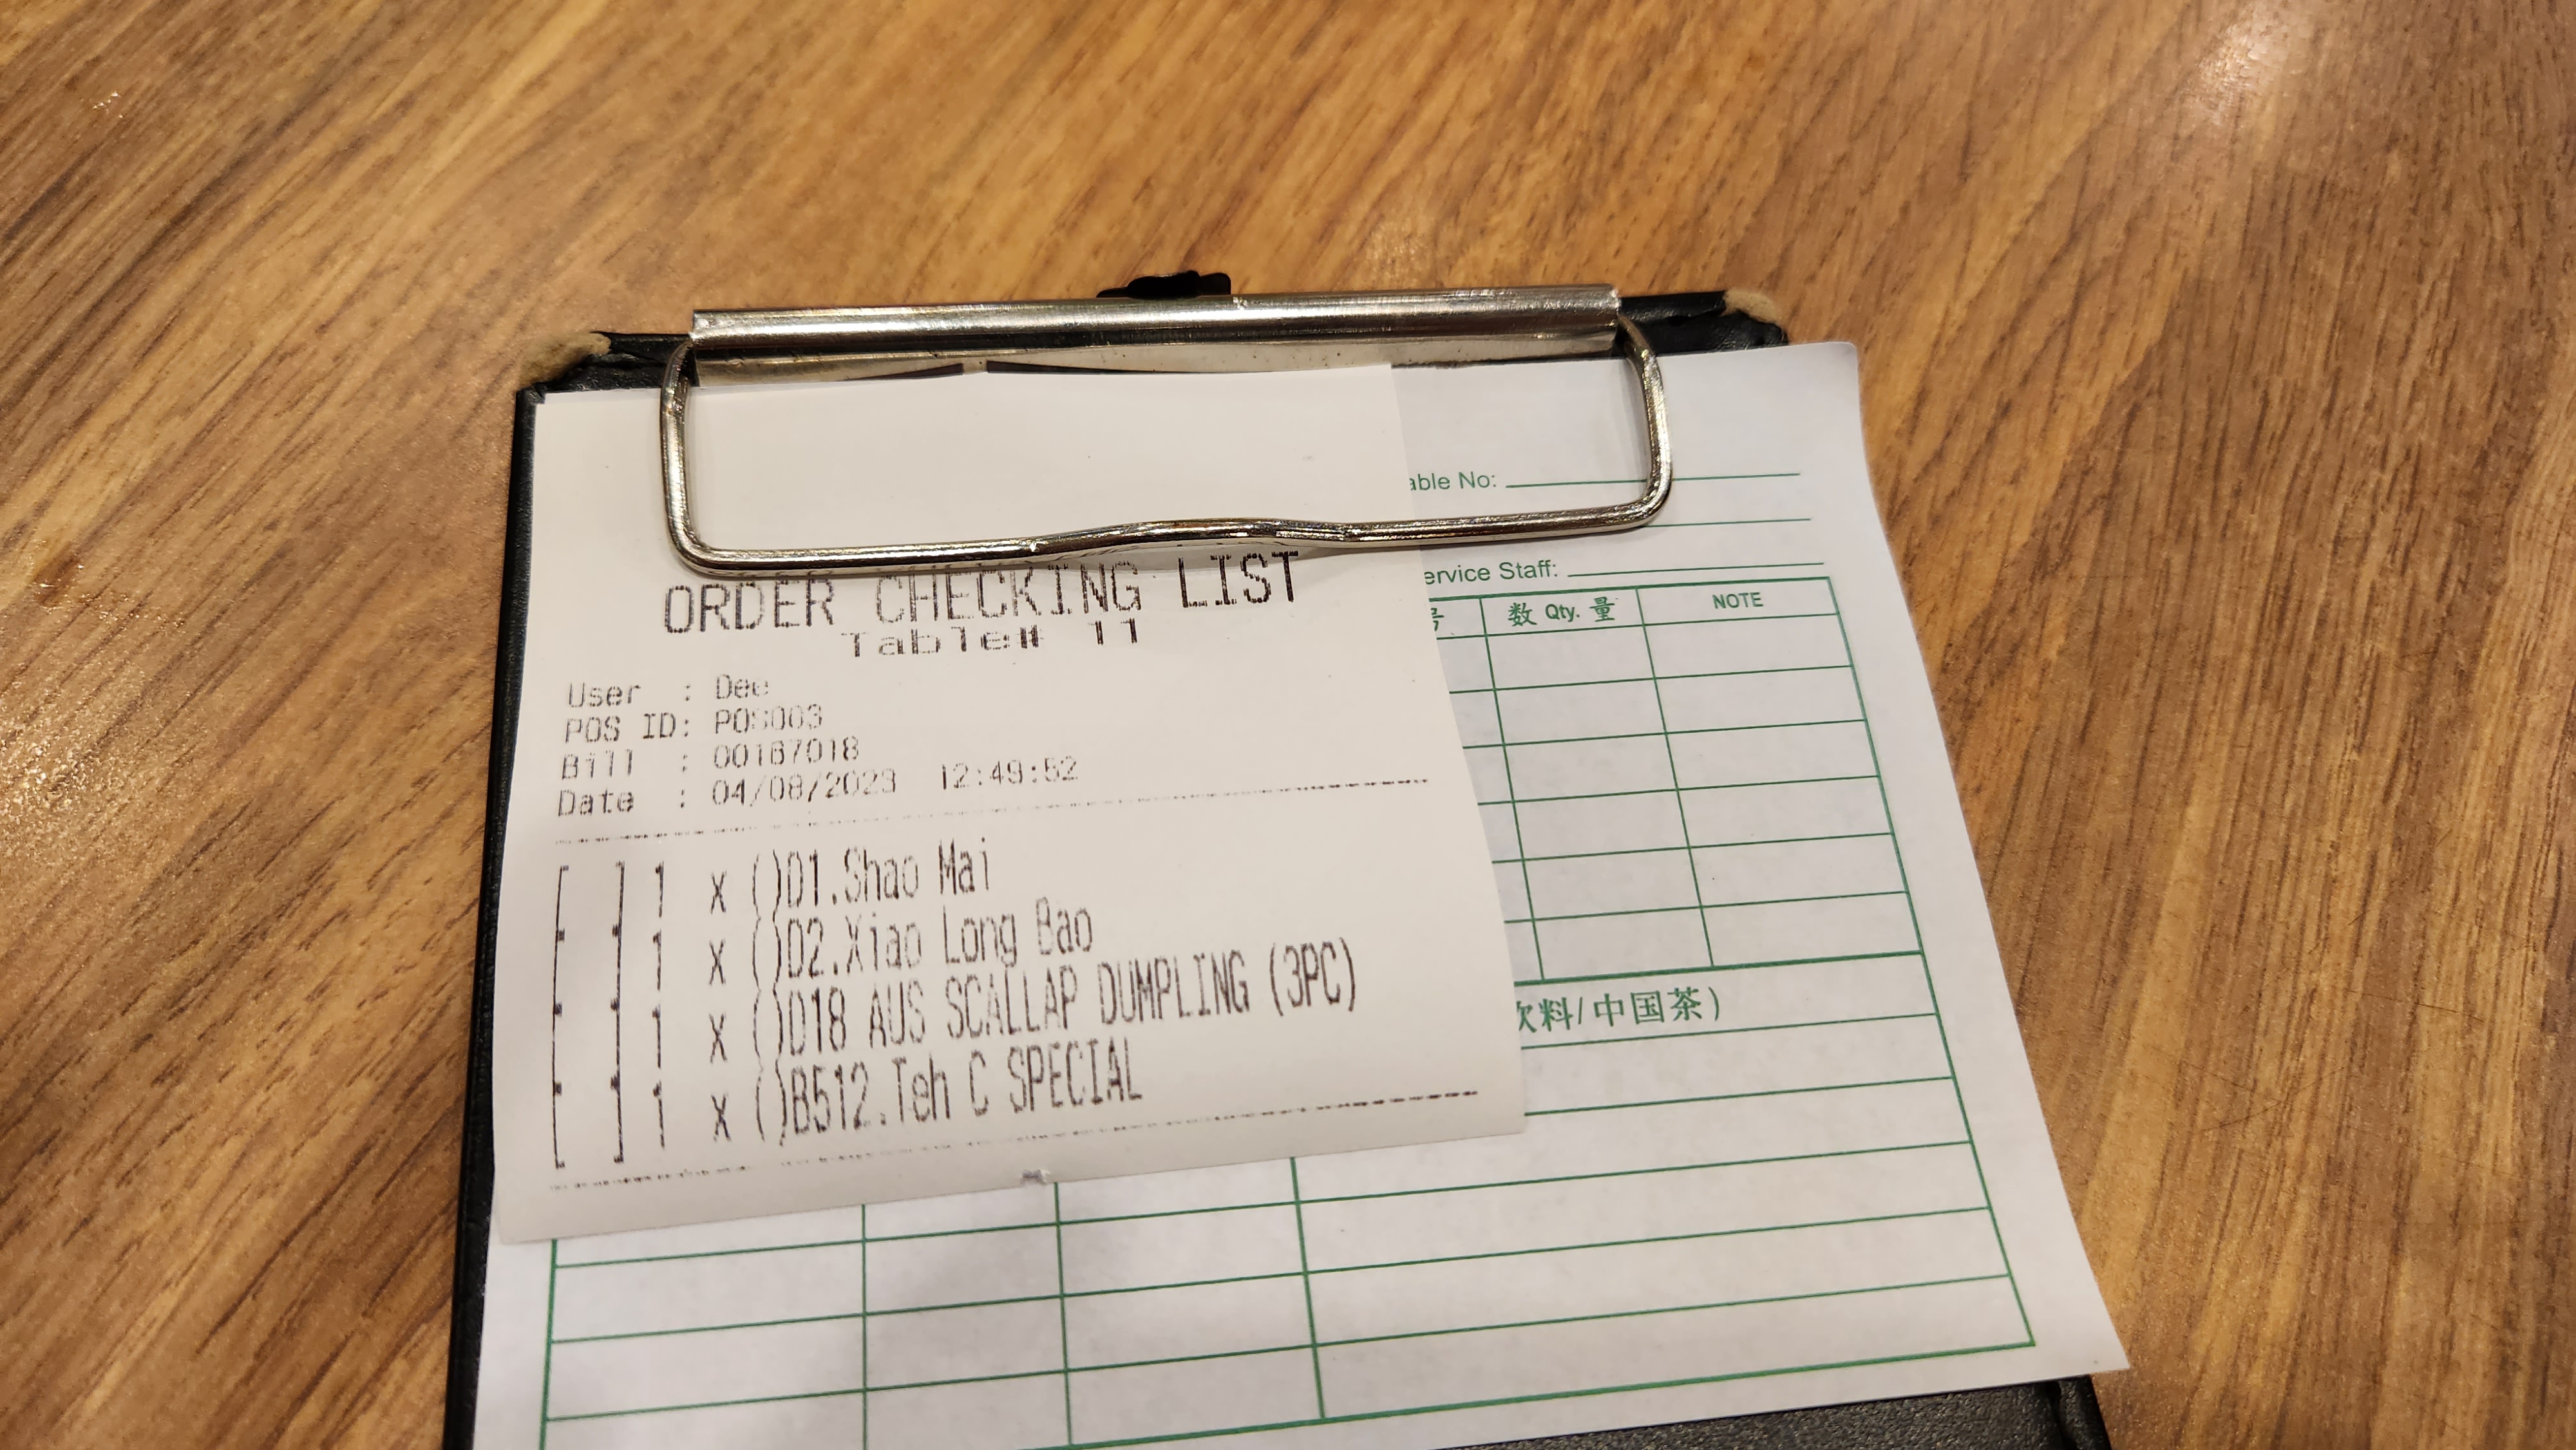 ORDER CHECKING LIST
Table# 11
User : Dee
POS ID: POS003
Bill : 00167018
Date : 04/08/2023 12:49:52
[ ] 1 x ()D1.Shao Mai
[ ] 1 x ()D2.Xiao Long Bao
[ ] 1 x ()D18 AUS SCALLAP DUMPLING (3PC)
[ ] 1 x ()B512.Teh C SPECIAL
able No:
ervice Staff:
号 数 Qty. 量 NOTE
饮料/中国茶)